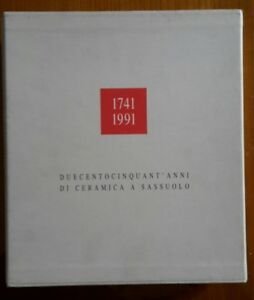 1741
1991
DUECENTOCINQUANT'ANNI
DI CERAMICA A SASSUOLO